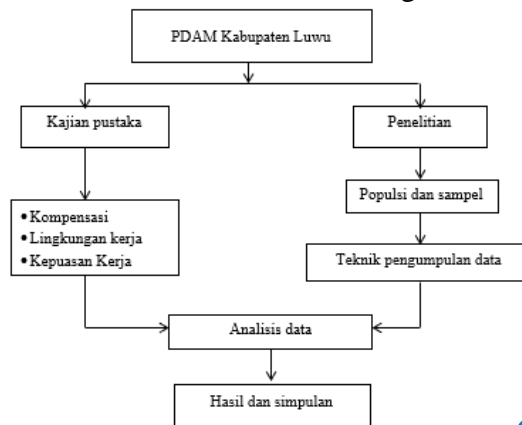 PDAM Kabupaten Luwu
Kajian pustaka
Penelitian
Populsi dan sampel
• Kompensasi
• Lingkungan kerja
• Kepuasan Kerja
Teknik pengumpulan data
Analisis data
Hasil dan simpulan